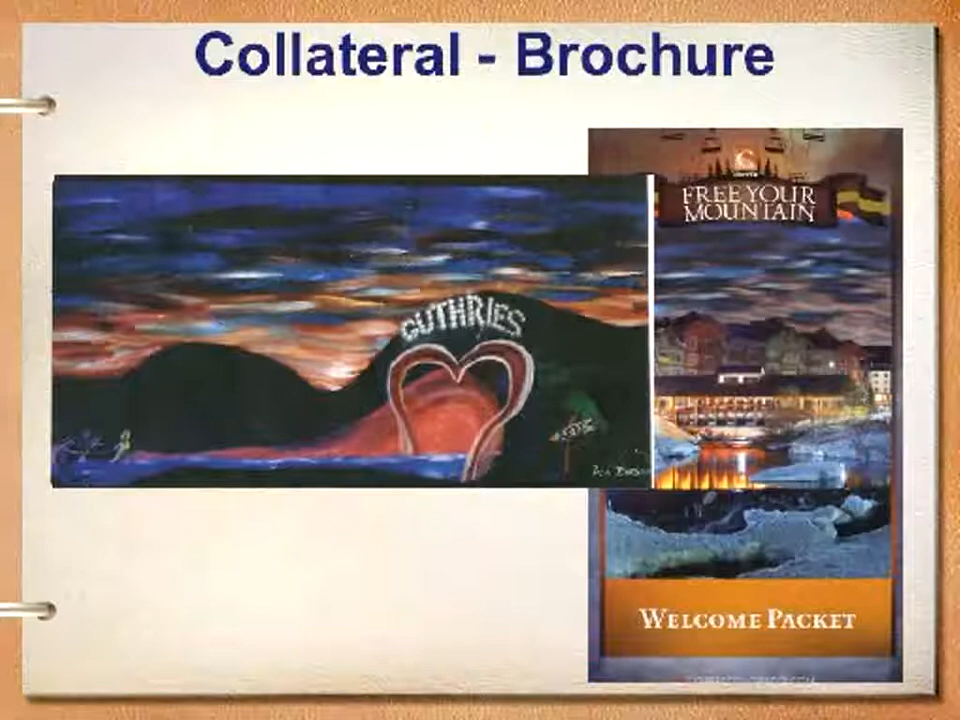 Collateral - Brochure
FREE YOUR
MOUNTAIN
GUTHRIES
WELCOME PACKET